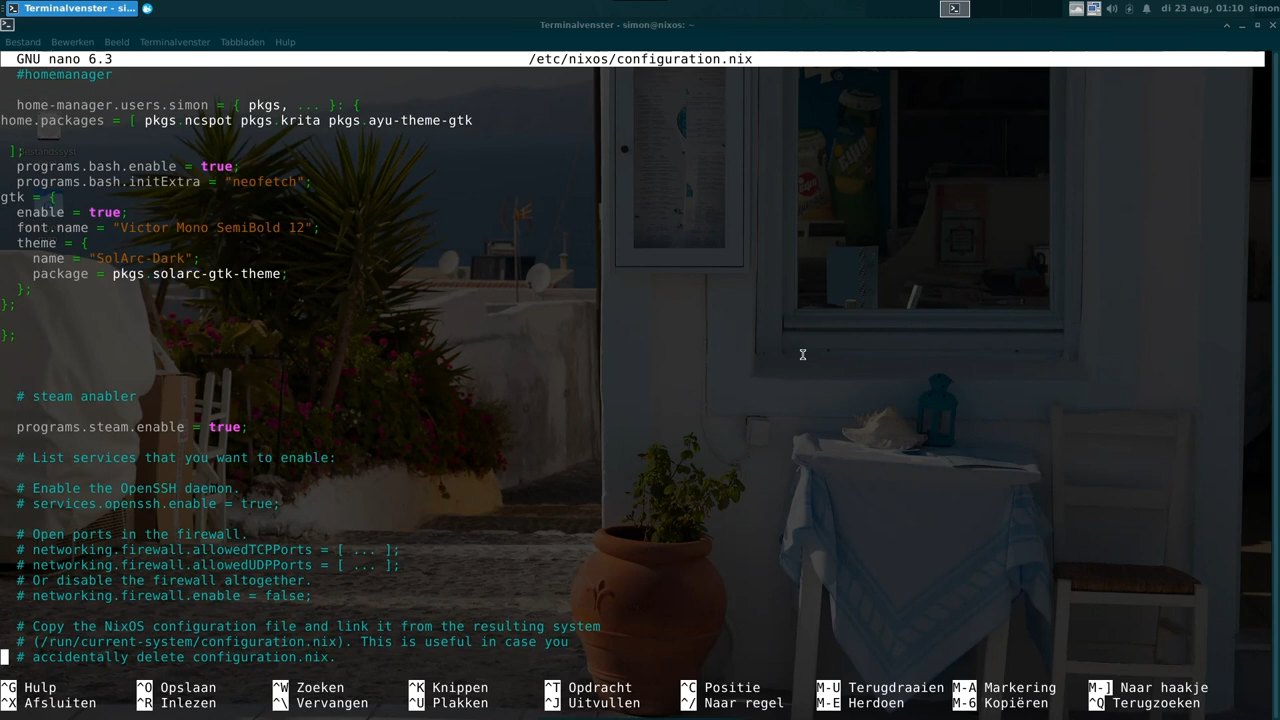 Terminalvenster - si...
di 23 aug, 01:10 simon
Terminalvenster - simon@nixos: ~
Bestand Bewerken Beeld Terminalvenster Tabbladen Hulp
GNU nano 6.3 /etc/nixos/configuration.nix
#homemanager
home-manager.users.simon = { pkgs, ... }: {
home.packages = [ pkgs.ncspot pkgs.krita pkgs.ayu-theme-gtk
];
programs.bash.enable = true;
programs.bash.initExtra = "neofetch";
gtk = {
enable = true;
font.name = "Victor Mono SemiBold 12";
theme = {
name = "SolArc-Dark";
package = pkgs.solarc-gtk-theme;
};
};
};
# steam anabler
programs.steam.enable = true;
# List services that you want to enable:
# Enable the OpenSSH daemon.
# services.openssh.enable = true;
# Open ports in the firewall.
# networking.firewall.allowedTCPPorts = [ ... ];
# networking.firewall.allowedUDPPorts = [ ... ];
# Or disable the firewall altogether.
# networking.firewall.enable = false;
# Copy the NixOS configuration file and link it from the resulting system
# (/run/current-system/configuration.nix). This is useful in case you
# accidentally delete configuration.nix.
^G Hulp ^O Opslaan ^W Zoeken ^K Knippen ^T Opdracht ^C Positie M-U Terugdraaien M-A Markering M-] Naar haakje
^X Afsluiten ^R Inlezen ^\ Vervangen ^U Plakken ^J Uitvullen ^/ Naar regel M-E Herdoen M-6 Kopiëren ^Q Terugzoeken